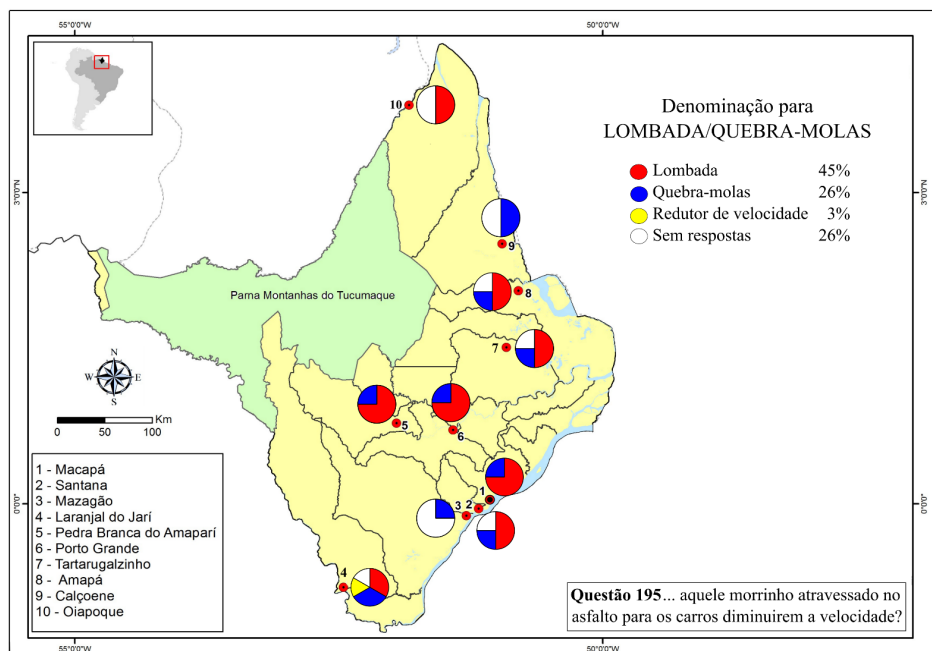 55°0'0"W
50°0'0"W
Denominação para
LOMBADA/QUEBRA-MOLAS
Lombada 45%
Quebra-molas 26%
Redutor de velocidade 3%
Sem respostas 26%
3°0'0"N
3°0'0"N
10
9
8
7
Parna Montanhas do Tucumaque
N
W E
S
Km
0 50 100
5
6
1
2
3
4
0°0'0"
0°0'0"
1 - Macapá
2 - Santana
3 - Mazagão
4 - Laranjal do Jarí
5 - Pedra Branca do Amaparí
6 - Porto Grande
7 - Tartarugalzinho
8 - Amapá
9 - Calçoene
10 - Oiapoque
Questão 195... aquele morrinho atravessado no
asfalto para os carros diminuirem a velocidade?
55°0'0"W
50°0'0"W